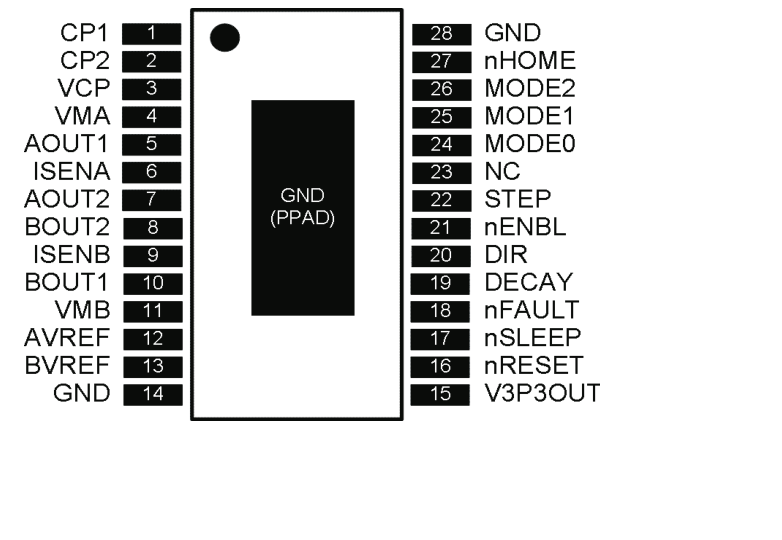 CP1 1 28 GND
CP2 2 27 nHOME
VCP 3 26 MODE2
VMA 4 25 MODE1
AOUT1 5 24 MODE0
ISENA 6 23 NC
AOUT2 7 22 STEP
BOUT2 8 21 nENBL
ISENB 9 20 DIR
BOUT1 10 19 DECAY
VMB 11 18 nFAULT
AVREF 12 17 nSLEEP
BVREF 13 16 nRESET
GND 14 15 V3P3OUT
GND
(PPAD)